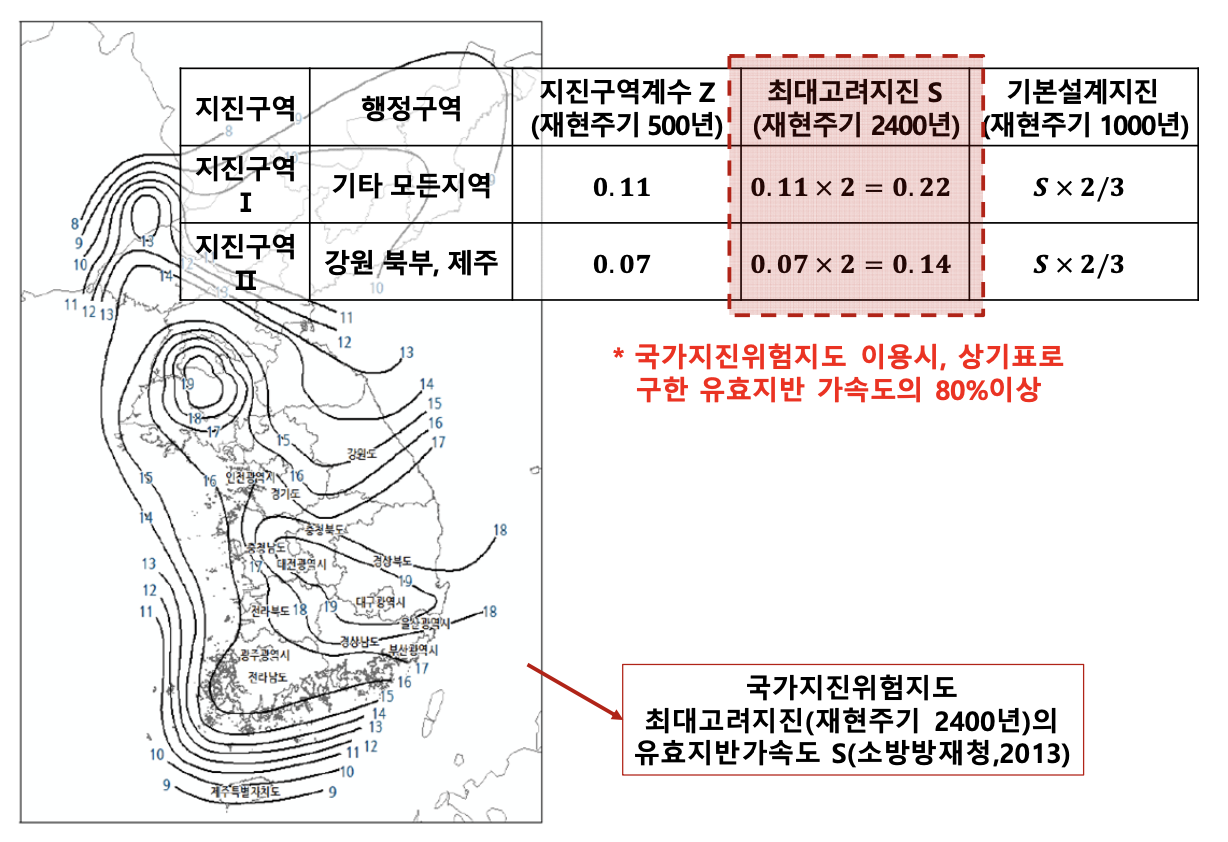 지진구역
행정구역
지진구역계수 Z
(재현주기 500년)
최대고려지진 S
(재현주기 2400년)
기본설계지진
(재현주기 1000년)
지진구역
I
기타 모든지역
0.11
0.11 × 2 = 0.22
S × 2/3
지진구역
II
강원 북부, 제주
0.07
0.07 × 2 = 0.14
S × 2/3
* 국가지진위험지도 이용시, 상기표로
구한 유효지반 가속도의 80%이상
8
9
10
9
8
9
10
11
12
13
13
14
12
13
10
11
12
13
14
15
16
17
19
18
17
15
16
16
강원도
인천광역시
경기도
15
14
13
12
11
충청북도
충청남도
대전광역시
경상북도
18
17
19
대구광역시
전라북도
18
19
18
울산광역시
경상남도
부산광역시
광주광역시
전라남도
17
16
15
14
13
12
11
10
10
9
제주특별자치도
9
국가지진위험지도
최대고려지진(재현주기 2400년)의
유효지반가속도 S(소방방재청,2013)